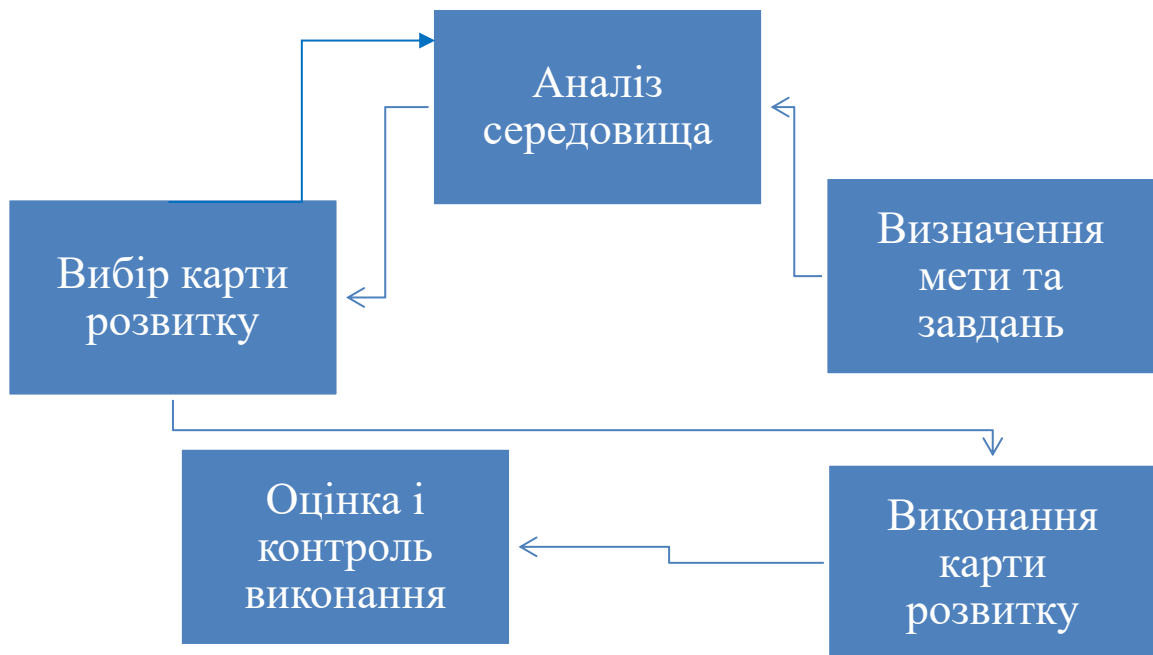 Аналіз
середовища
Визначення
мети та
завдань
Вибір карти
розвитку
Оцінка і
контроль
виконання
Виконання
карти
розвитку